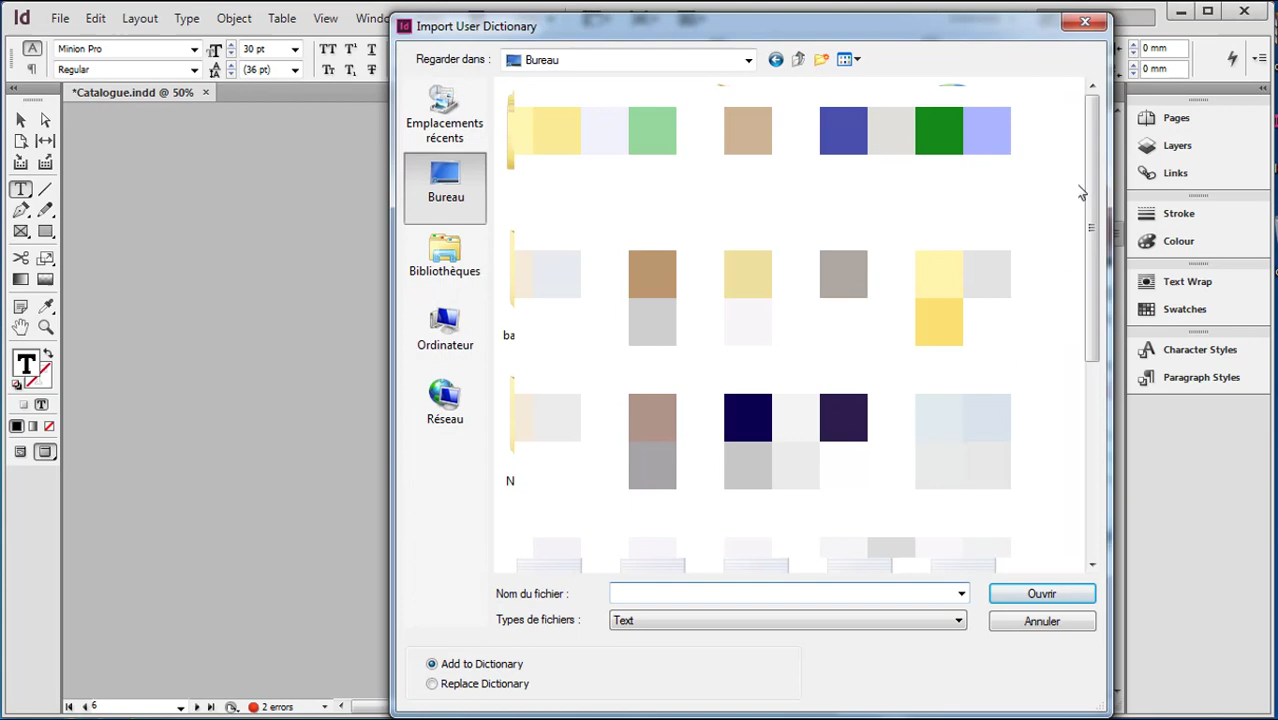 Id File Edit Layout Type Object Table View Windo
Import User Dictionary
Minion Pro
30 pt
Regular
(36 pt)
0 mm
0 mm
*Catalogue.indd @ 50%
Regarder dans :
Bureau
Emplacements
récents
Bureau
Bibliothèques
Ordinateur
Réseau
ba
N
Nom du fichier :
Ouvrir
Types de fichiers :
Text
Annuler
Add to Dictionary
Replace Dictionary
Pages
Layers
Links
Stroke
Colour
Text Wrap
Swatches
Character Styles
Paragraph Styles
6
2 errors